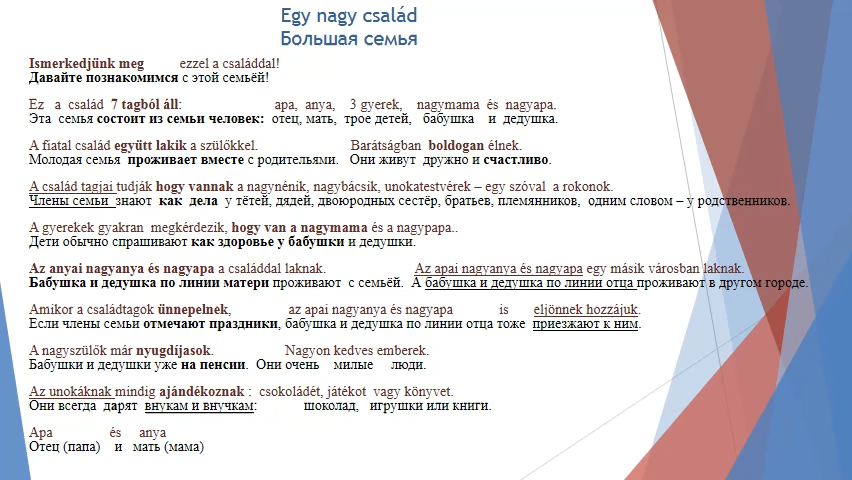 Egy nagy család
Большая семья
Ismerkedjünk meg ezzel a családdal!
Давайте познакомимся с этой семьёй!
Ez a család 7 tagból áll: apa, anya, 3 gyerek, nagymama és nagyapa.
Эта семья состоит из семьи человек: отец, мать, трое детей, бабушка и дедушка.
A fiatal család együtt lakik a szülőkkel. Barátságban boldogan élnek.
Молодая семья проживает вместе с родительями. Они живут дружно и счастливо.
A család tagjai tudják hogy vannak a nagynénik, nagybácsik, unokatestvérek – egy szóval a rokonok.
Члены семьи знают как дела у тётей, дядей, двоюродных сестёр, братьев, племянников, одним словом – у родственников.
A gyerekek gyakran megkérdezik, hogy van a nagymama és a nagypapa..
Дети обычно спрашивают как здоровье у бабушки и дедушки.
Az anyai nagyanya és nagyapa a családdal laknak. Az apai nagyanya és nagyapa egy másik városban laknak.
Бабушка и дедушка по линии матери проживают с семьёй. А бабушка и дедушка по линии отца проживают в другом городе.
Amikor a családtagok ünnepelnek, az apai nagyanya és nagyapa is eljönnek hozzájuk.
Если члены семьи отмечают праздники, бабушка и дедушка по линии отца тоже приезжают к ним.
A nagyszülők már nyugdíjasok. Nagyon kedves emberek.
Бабушки и дедушки уже на пенсии. Они очень милые люди.
Az unokáknak mindig ajándékoznak : csokoládét, játékot vagy könyvet.
Они всегда дарят внукам и внучкам: шоколад, игрушки или книги.
Apa és anya
Отец (папа) и мать (мама)